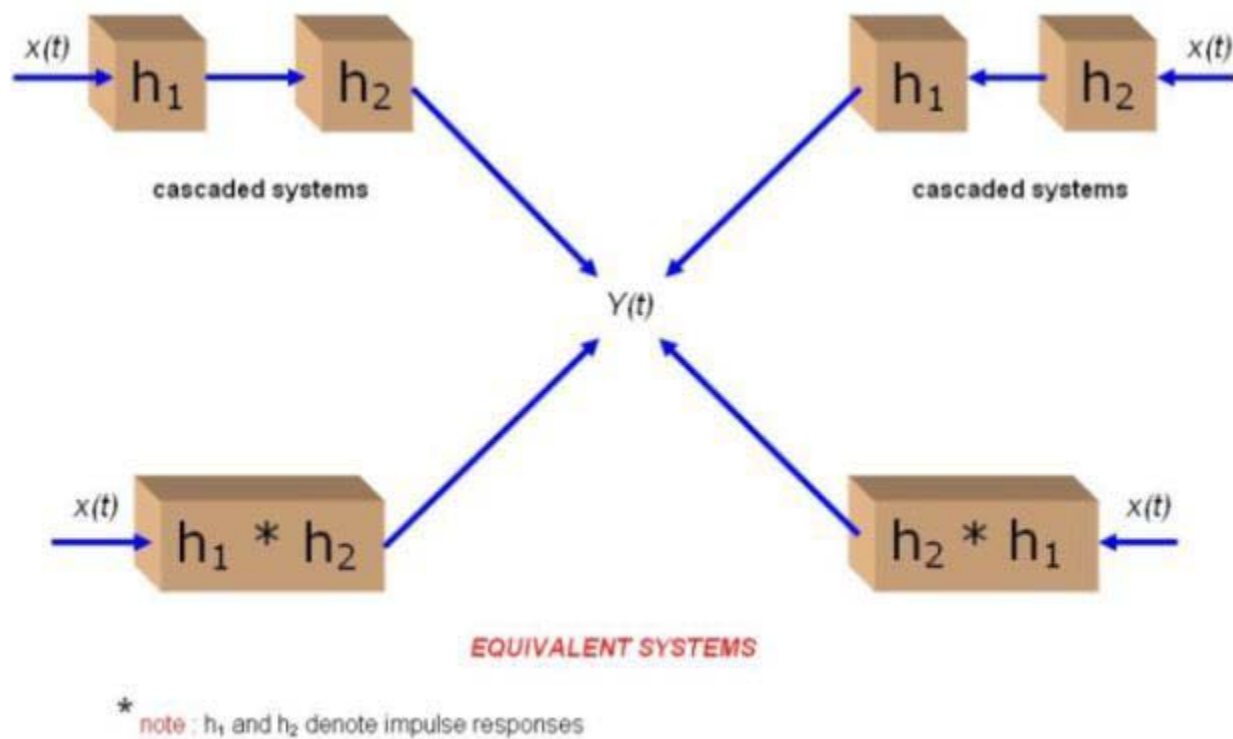 x(t)
h₁
h₂
cascaded systems
h₁
h₂
x(t)
cascaded systems
Y(t)
x(t)
h₁ * h₂
h₂ * h₁
x(t)
EQUIVALENT SYSTEMS
* note : h₁ and h₂ denote impulse responses